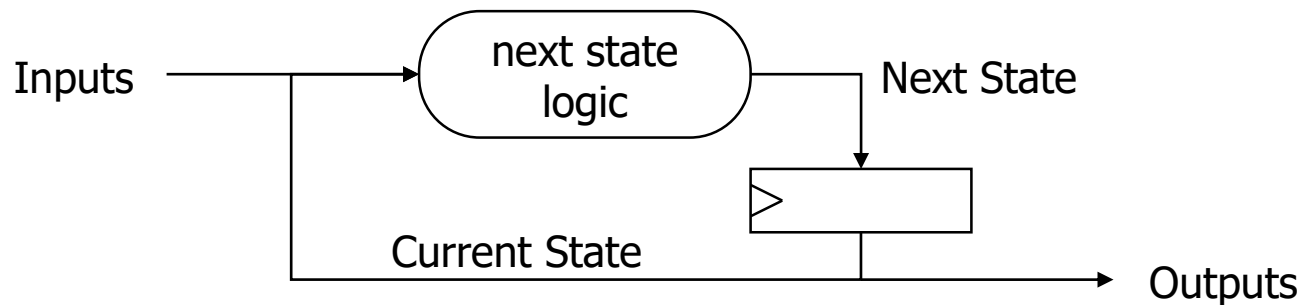 Inputs
next state
logic
Next State
Current State
Outputs